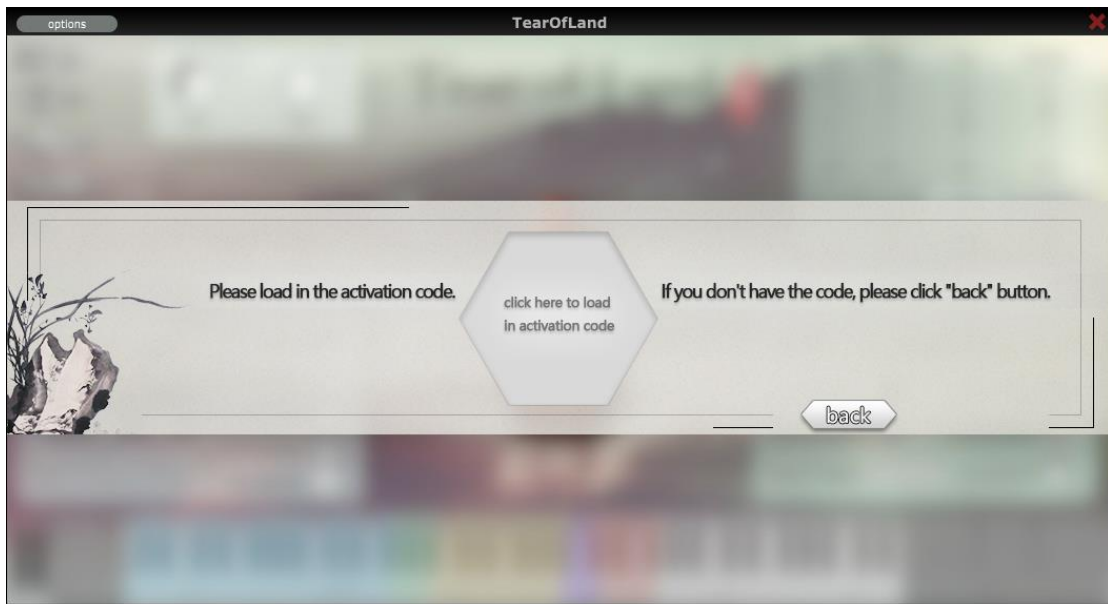 options
TearOfLand
Please load in the activation code.
click here to load
in activation code
If you don't have the code, please click "back" button.
back